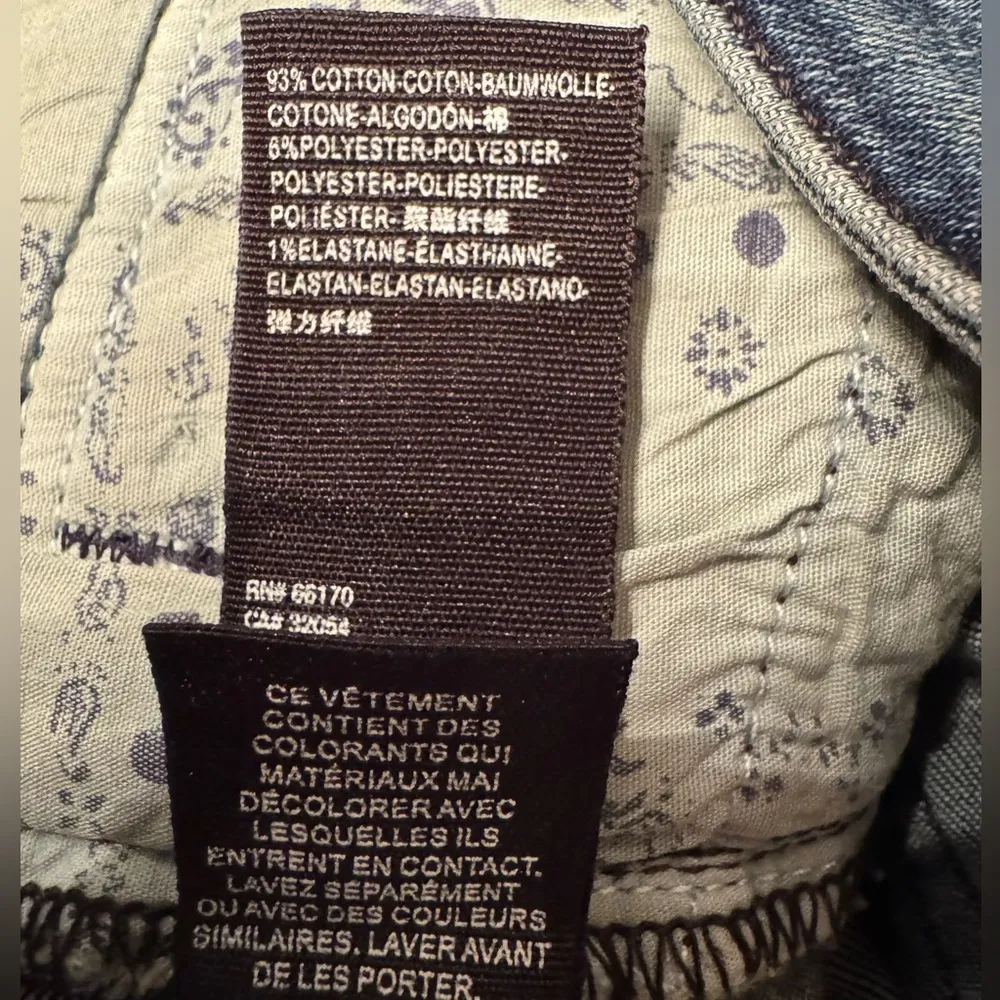 93% COTTON-COTON-BAUMWOLLE-
COTONE-ALGODÓN-棉
6%POLYESTER-POLYESTER-
POLYESTER-POLIESTERE-
POLIÉSTER-聚酯纤维
1%ELASTANE-ÉLASTHANNE-
ELASTAN-ELASTAN-ELASTANO-
弹力纤维
RN# 66170
CA# 32054
CE VÊTEMENT
CONTIENT DES
COLORANTS QUI
MATÉRIAUX MAI
DÉCOLORER AVEC
LESQUELLES ILS
ENTRENT EN CONTACT.
LAVEZ SÉPARÉMENT
OU AVEC DES COULEURS
SIMILAIRES. LAVER AVANT
DE LES PORTER.